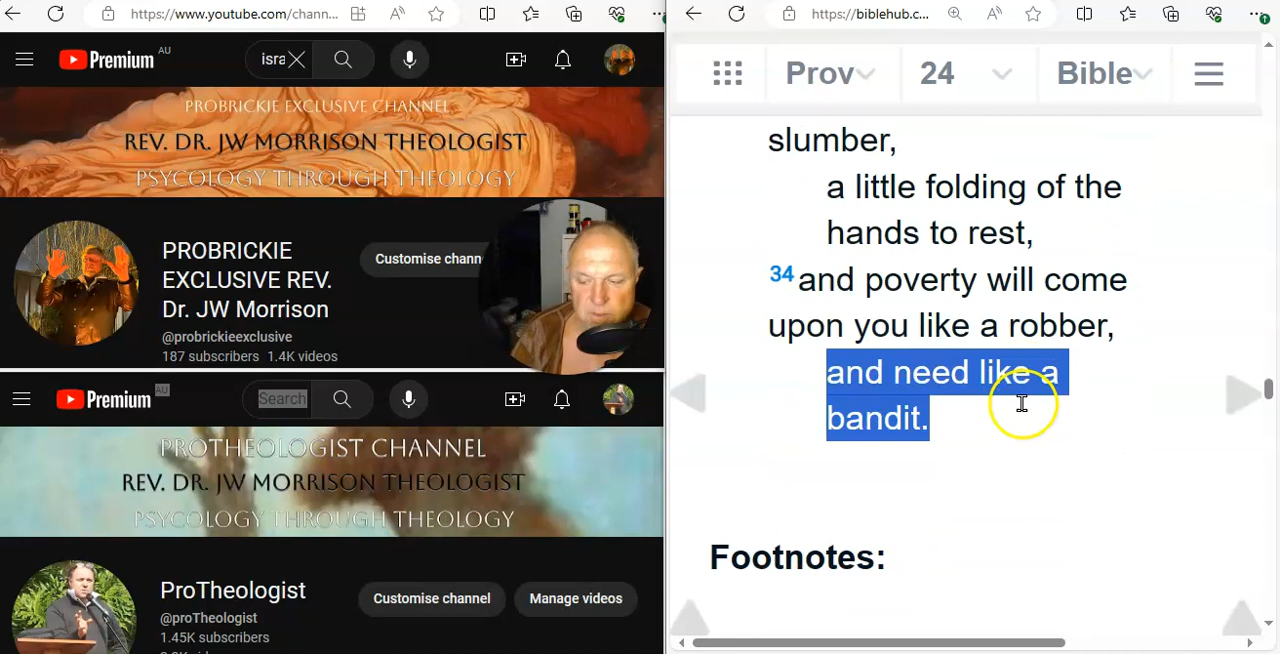 https://www.youtube.com/chann...
Premium AU
isra
PROBRICKIE EXCLUSIVE CHANNEL
REV. DR. JW MORRISON THEOLOGIST
PSYCOLOGY THROUGH THEOLOGY
PROBRICKIE
EXCLUSIVE REV.
Dr. JW Morrison
@probrickieexclusive
187 subscribers 1.4K videos
Customise chann
Premium AU
Search
PROTHEOLOGIST CHANNEL
REV. DR. JW MORRISON THEOLOGIST
PSYCOLOGY THROUGH THEOLOGY
ProTheologist
@proTheologist
1.45K subscribers
Customise channel
Manage videos
https://biblehub.c...
Prov 24 Bible
slumber,
a little folding of the
hands to rest,
34 and poverty will come
upon you like a robber,
and need like a
bandit.
Footnotes: